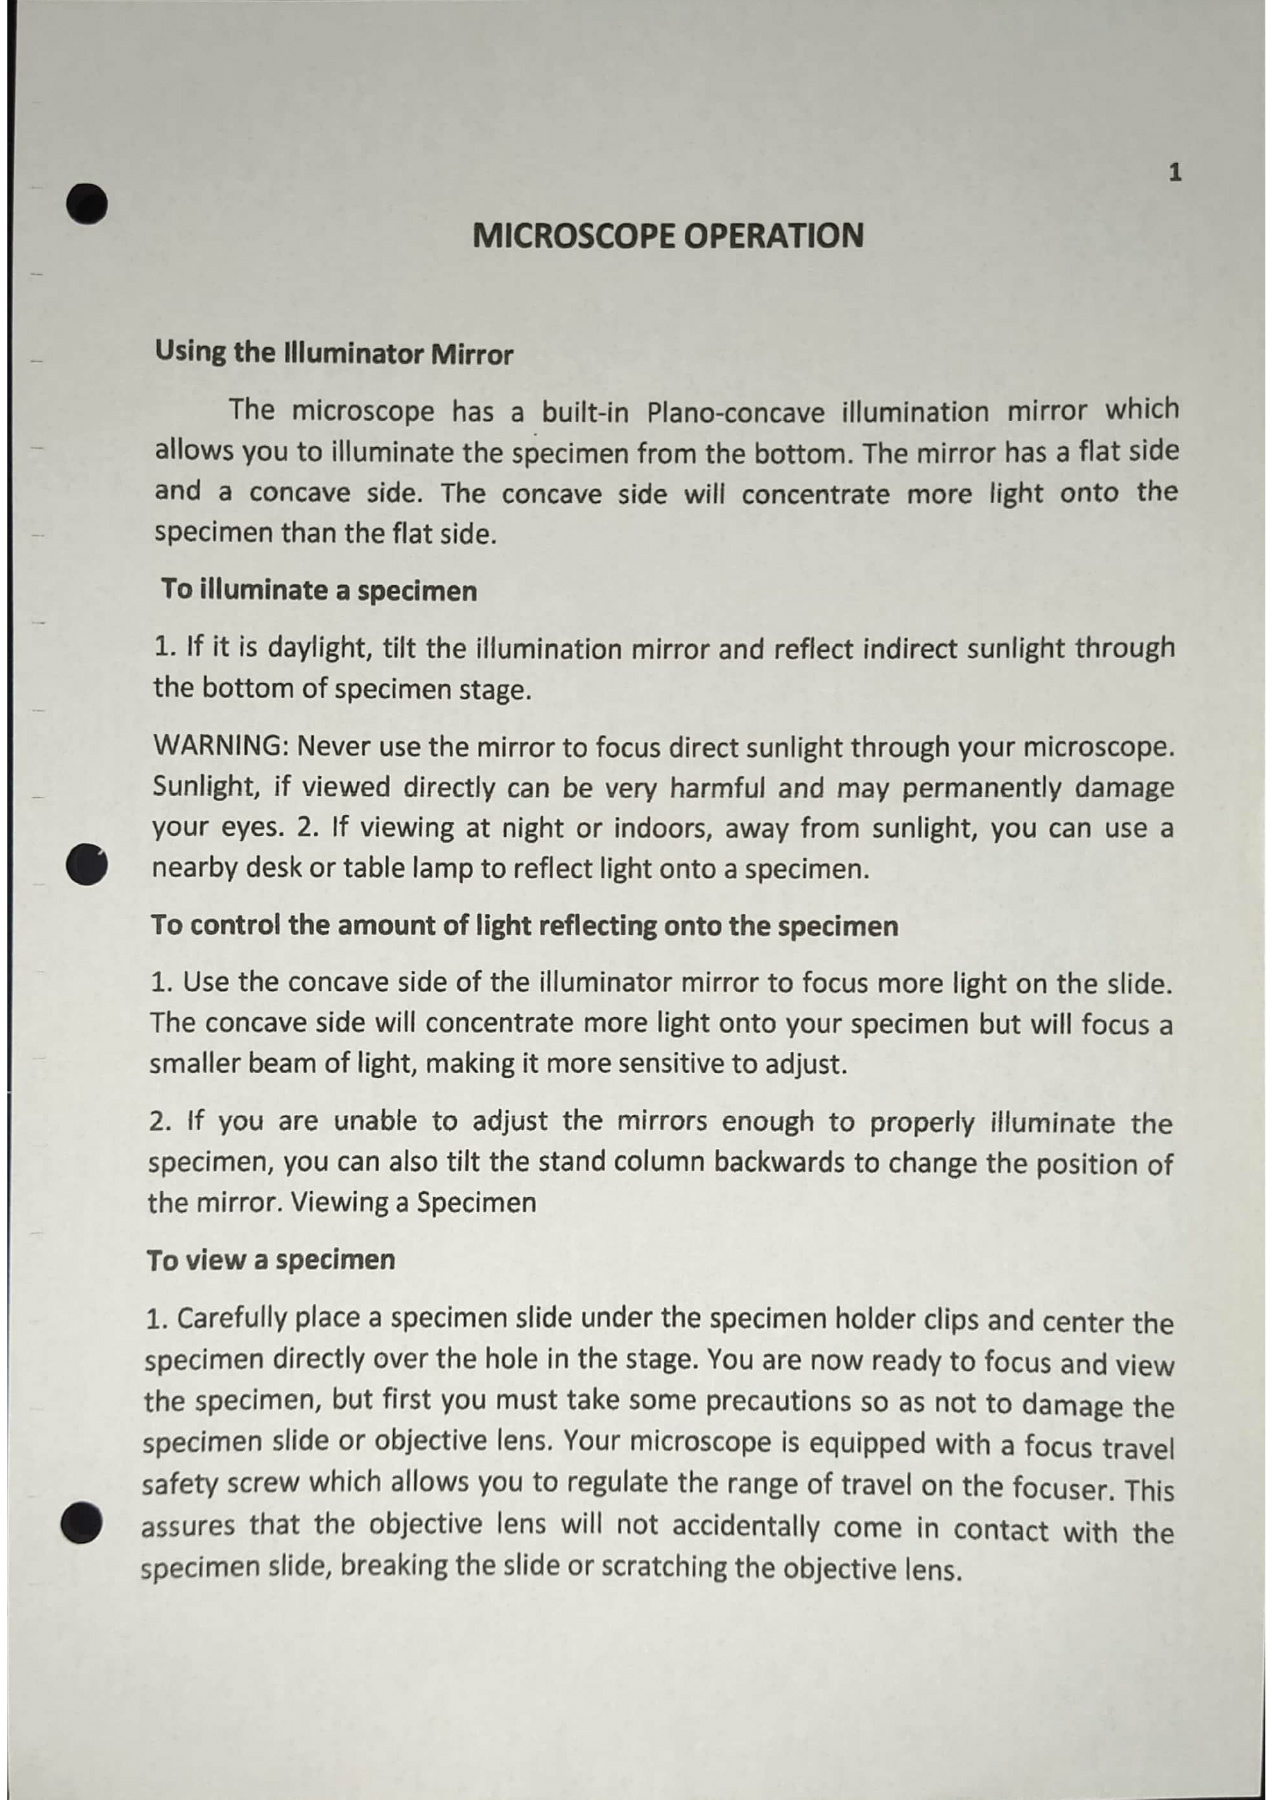 1
MICROSCOPE OPERATION
Using the Illuminator Mirror
The microscope has a built-in Plano-concave illumination mirror which
allows you to illuminate the specimen from the bottom. The mirror has a flat side
and a concave side. The concave side will concentrate more light onto the
specimen than the flat side.
To illuminate a specimen
1. If it is daylight, tilt the illumination mirror and reflect indirect sunlight through
the bottom of specimen stage.
WARNING: Never use the mirror to focus direct sunlight through your microscope.
Sunlight, if viewed directly can be very harmful and may permanently damage
your eyes. 2. If viewing at night or indoors, away from sunlight, you can use a
nearby desk or table lamp to reflect light onto a specimen.
To control the amount of light reflecting onto the specimen
1. Use the concave side of the illuminator mirror to focus more light on the slide.
The concave side will concentrate more light onto your specimen but will focus a
smaller beam of light, making it more sensitive to adjust.
2. If you are unable to adjust the mirrors enough to properly illuminate the
specimen, you can also tilt the stand column backwards to change the position of
the mirror. Viewing a Specimen
To view a specimen
1. Carefully place a specimen slide under the specimen holder clips and center the
specimen directly over the hole in the stage. You are now ready to focus and view
the specimen, but first you must take some precautions so as not to damage the
specimen slide or objective lens. Your microscope is equipped with a focus travel
safety screw which allows you to regulate the range of travel on the focuser. This
assures that the objective lens will not accidentally come in contact with the
specimen slide, breaking the slide or scratching the objective lens.